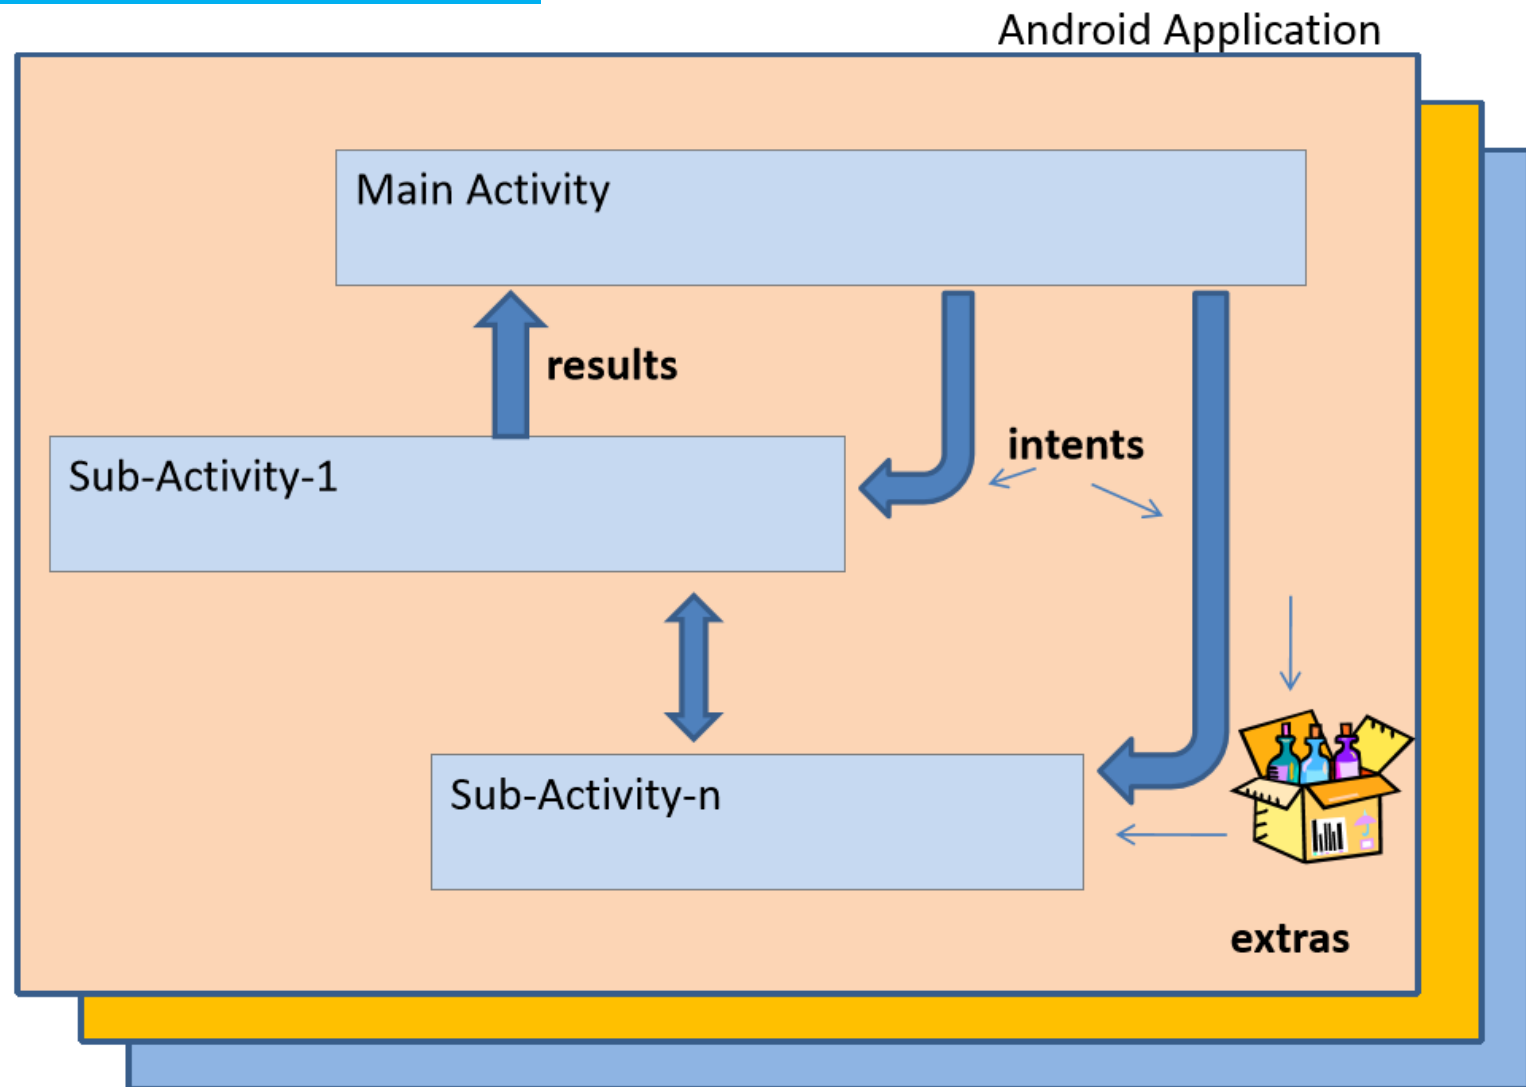 Android Application
Main Activity
results
intents
Sub-Activity-1
Sub-Activity-n
extras